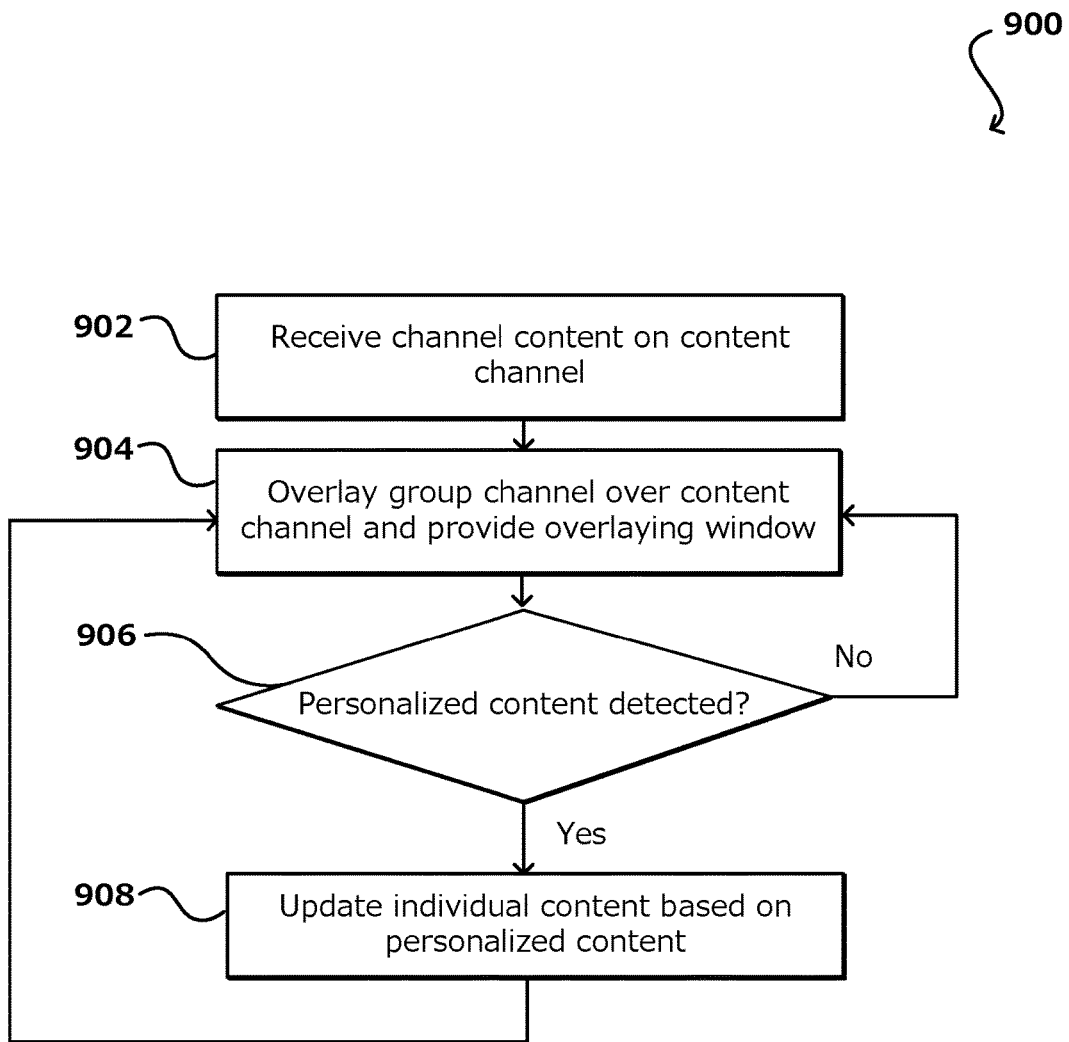 900
902
Receive channel content on content
channel
904
Overlay group channel over content
channel and provide overlaying window
906
Personalized content detected?
No
Yes
908
Update individual content based on
personalized content